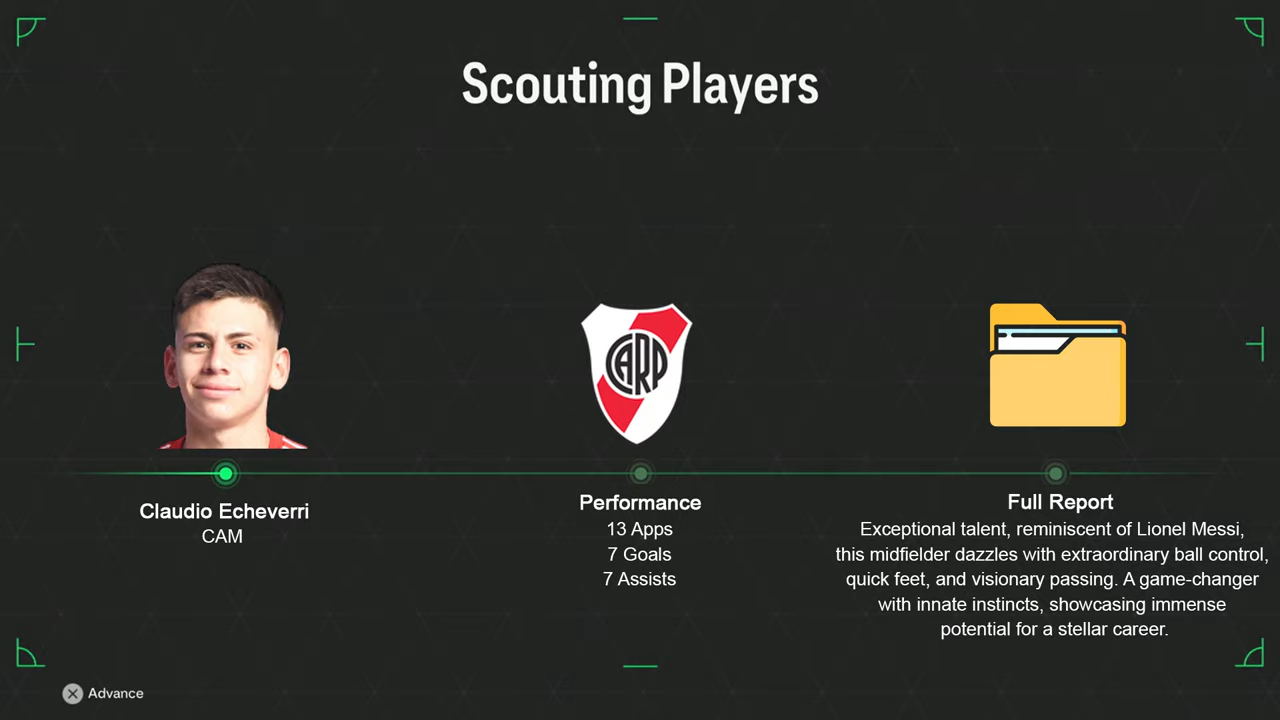 Scouting Players
CARP
Claudio Echeverri
CAM
Performance
13 Apps
7 Goals
7 Assists
Full Report
Exceptional talent, reminiscent of Lionel Messi,
this midfielder dazzles with extraordinary ball control,
quick feet, and visionary passing. A game-changer
with innate instincts, showcasing immense
potential for a stellar career.
Advance